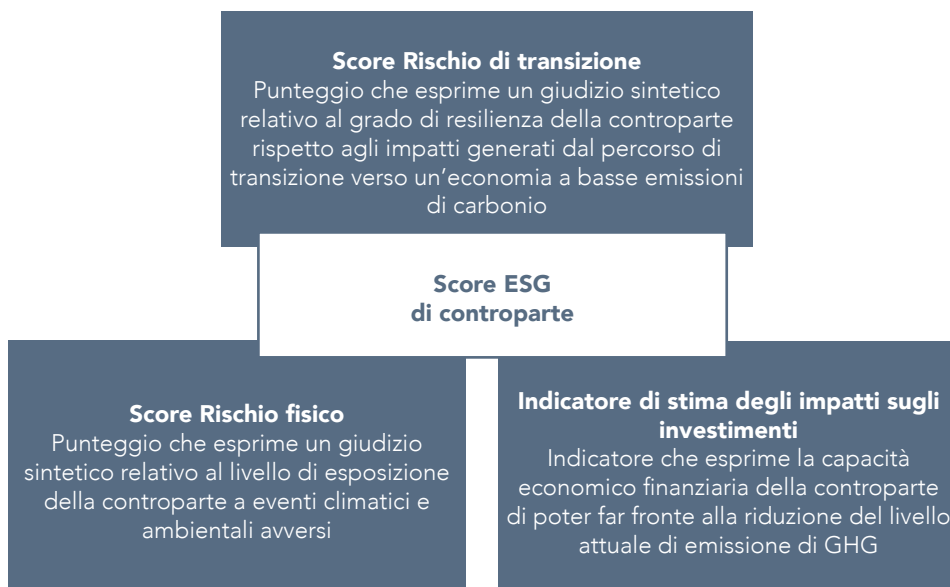 Score Rischio di transizione
Punteggio che esprime un giudizio sintetico
relativo al grado di resilienza della controparte
rispetto agli impatti generati dal percorso di
transizione verso un’economia a basse emissioni
di carbonio
Score ESG
di controparte
Score Rischio fisico
Punteggio che esprime un giudizio
sintetico relativo al livello di esposizione
della controparte a eventi climatici e
ambientali avversi
Indicatore di stima degli impatti sugli
investimenti
Indicatore che esprime la capacità
economico finanziaria della controparte
di poter far fronte alla riduzione del livello
attuale di emissione di GHG